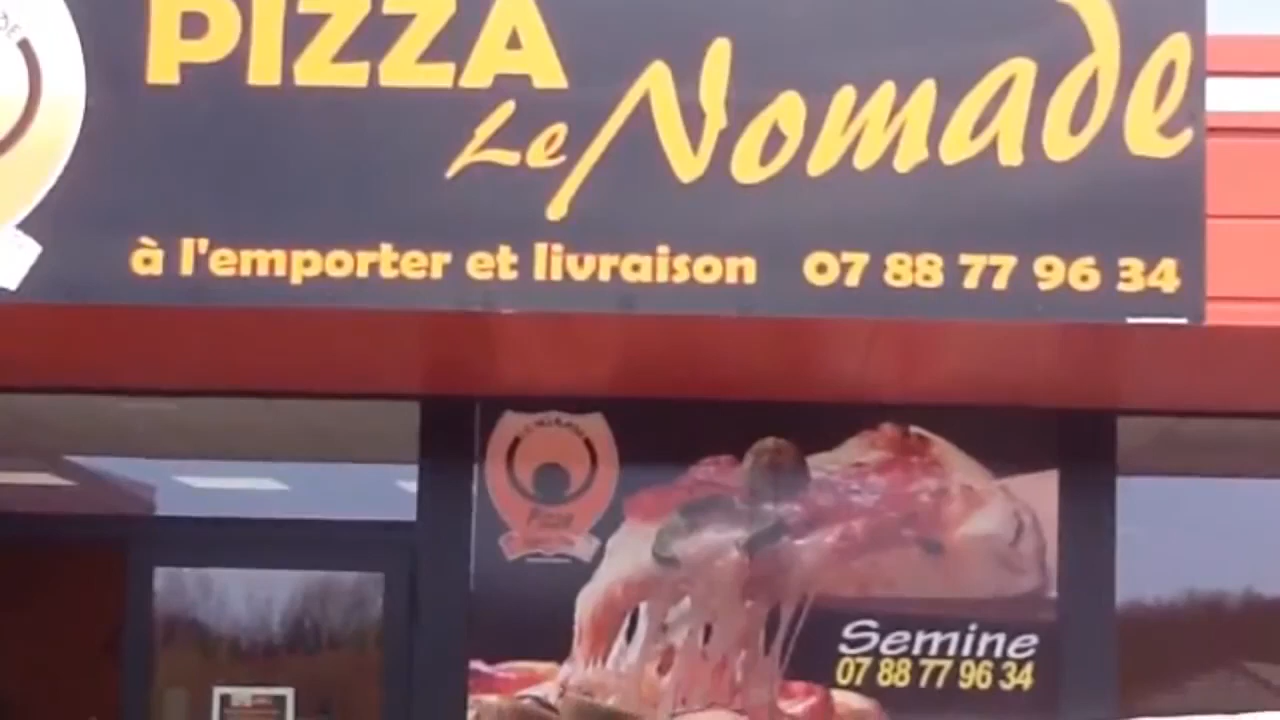 PIZZA
Le Nomade
à l'emporter et livraison 07 88 77 96 34
Pizza
Semine
07 88 77 96 34